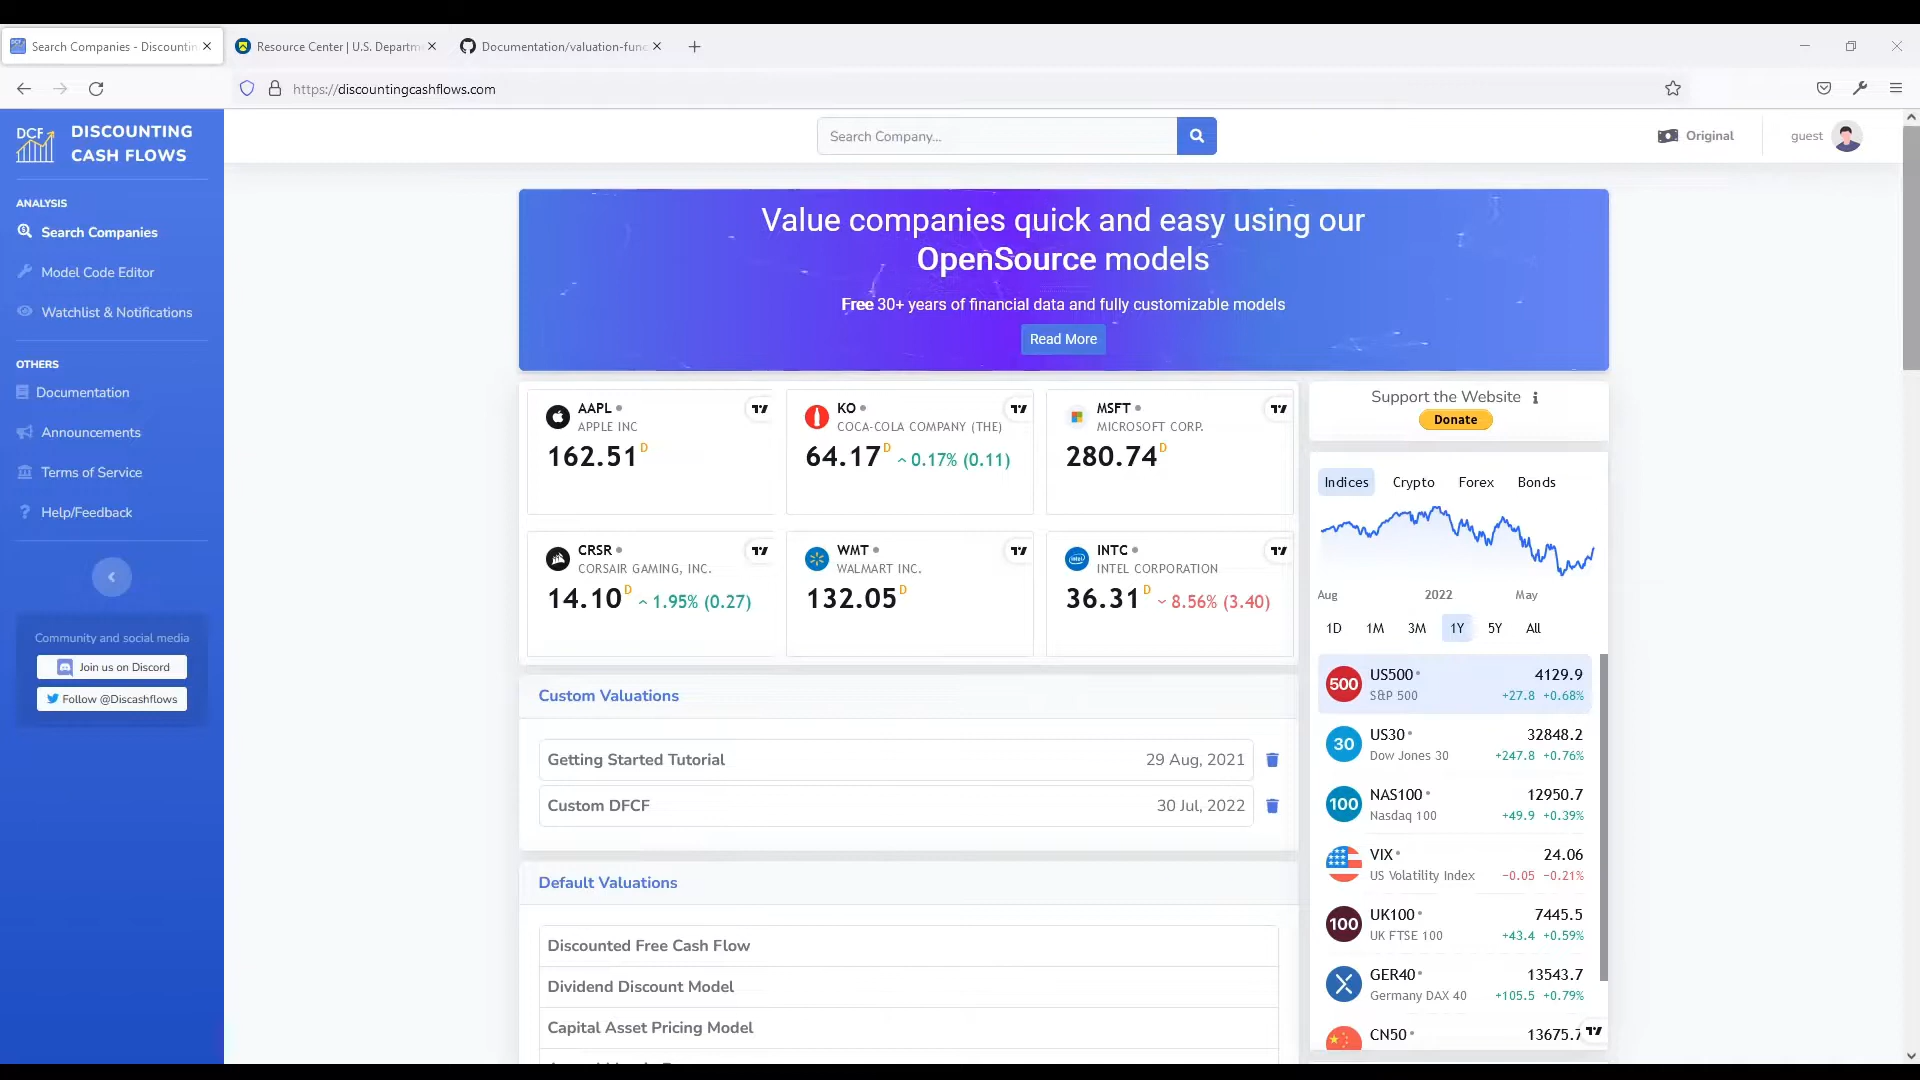 Search Companies - Discountin
Resource Center | U.S. Departm
Documentation/valuation-func
https://discountingcashflows.com
DCF
DISCOUNTING
CASH FLOWS
Search Company...
Original
guest
ANALYSIS
Search Companies
Model Code Editor
Watchlist & Notifications
OTHERS
Documentation
Announcements
Terms of Service
Help/Feedback
Community and social media
Join us on Discord
Follow @Discashflows
Value companies quick and easy using our
OpenSource models
Free 30+ years of financial data and fully customizable models
Read More
AAPL
APPLE INC
162.51 D
KO
COCA-COLA COMPANY (THE)
64.17 D 0.17% (0.11)
MSFT
MICROSOFT CORP.
280.74 D
CRSR
CORSAIR GAMING, INC.
14.10 D 1.95% (0.27)
WMT
WALMART INC.
132.05 D
intel
INTC
INTEL CORPORATION
36.31 D 8.56% (3.40)
Custom Valuations
Getting Started Tutorial 29 Aug, 2021
Custom DFCF 30 Jul, 2022
Default Valuations
Discounted Free Cash Flow
Dividend Discount Model
Capital Asset Pricing Model
Support the Website
Donate
Indices Crypto Forex Bonds
Aug 2022 May
1D 1M 3M 1Y 5Y All
500 US500 4129.9
S&P 500 +27.8 +0.68%
30 US30 32848.2
Dow Jones 30 +247.8 +0.76%
100 NAS100 12950.7
Nasdaq 100 +49.9 +0.39%
VIX 24.06
US Volatility Index −0.05 −0.21%
100 UK100 7445.5
UK FTSE 100 +43.4 +0.59%
GER40 13543.7
Germany DAX 40 +105.5 +0.79%
CN50 13675.7